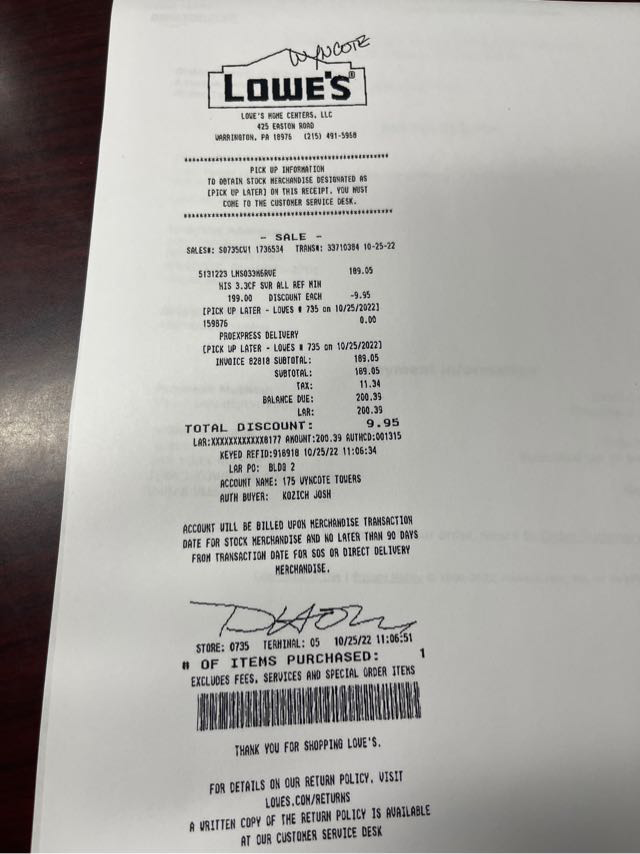 WYNCOTE
LOWE'S®
LOWE'S HOME CENTERS, LLC
425 EASTON ROAD
WARRINGTON, PA 18976 (215) 491-5958
PICK UP INFORMATION
TO OBTAIN STOCK MERCHANDISE DESIGNATED AS
[PICK UP LATER] ON THIS RECEIPT, YOU MUST
COME TO THE CUSTOMER SERVICE DESK.
- SALE -
SALES#: S0735CW1 1736534 TRANS#: 33710384 10-25-22
5131223 LHS033M6RVE 189.05
HIS 3.3CF SVR ALL REF MIN
199.00 DISCOUNT EACH -9.95
[PICK UP LATER - LOWES # 735 on 10/25/2022]
159876 0.00
PROEXPRESS DELIVERY
[PICK UP LATER - LOWES # 735 on 10/25/2022]
INVOICE 82818 SUBTOTAL: 189.05
SUBTOTAL: 189.05
TAX: 11.34
BALANCE DUE: 200.39
LAR: 200.39
TOTAL DISCOUNT: 9.95
LAR:XXXXXXXXXXXX8177 AMOUNT:200.39 AUTHCD:001315
KEYED REFID:918918 10/25/22 11:06:34
LAR PO: BLDG 2
ACCOUNT NAME: 175 WYNCOTE TOWERS
AUTH BUYER: KOZICH JOSH
ACCOUNT WILL BE BILLED UPON MERCHANDISE TRANSACTION
DATE FOR STOCK MERCHANDISE AND NO LATER THAN 90 DAYS
FROM TRANSACTION DATE FOR SOS OR DIRECT DELIVERY
MERCHANDISE.
STORE: 0735 TERMINAL: 05 10/25/22 11:06:51
# OF ITEMS PURCHASED: 1
EXCLUDES FEES, SERVICES AND SPECIAL ORDER ITEMS
THANK YOU FOR SHOPPING LOWE'S.
FOR DETAILS ON OUR RETURN POLICY, VISIT
LOWES.COM/RETURNS
A WRITTEN COPY OF THE RETURN POLICY IS AVAILABLE
AT OUR CUSTOMER SERVICE DESK